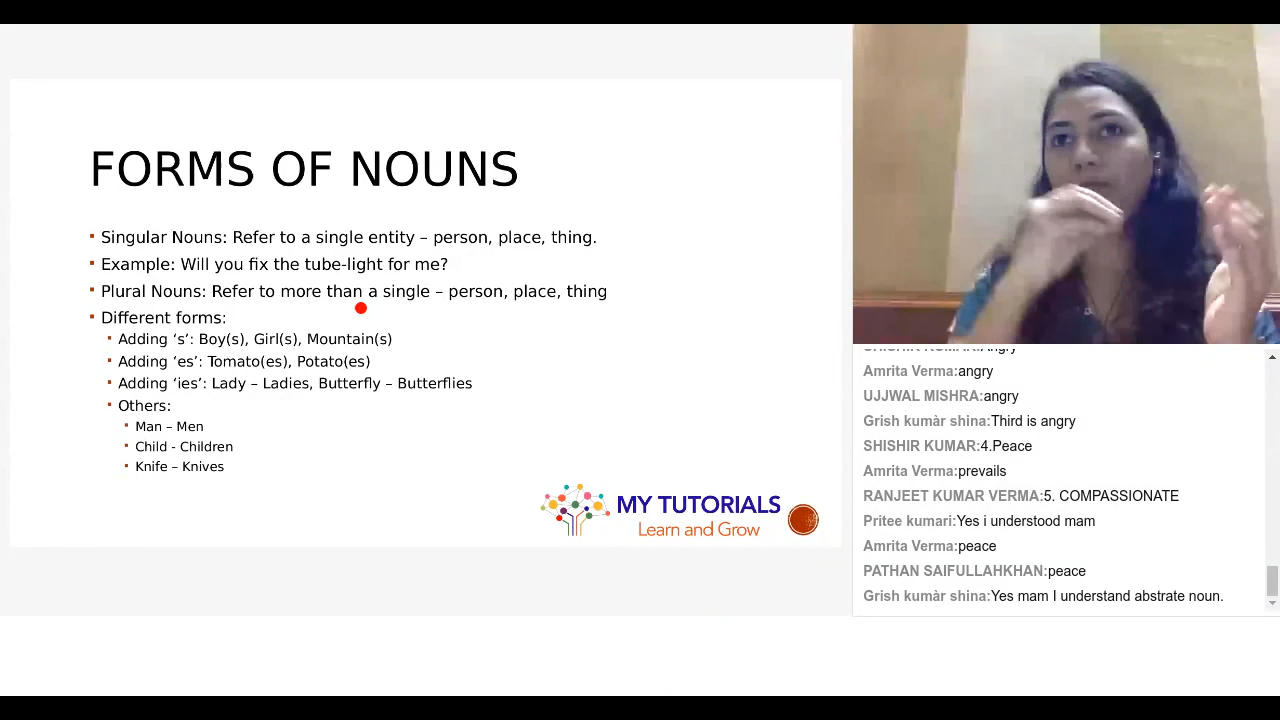 FORMS OF NOUNS
Singular Nouns: Refer to a single entity – person, place, thing.
Example: Will you fix the tube-light for me?
Plural Nouns: Refer to more than a single – person, place, thing
Different forms:
Adding ‘s’: Boy(s), Girl(s), Mountain(s)
Adding ‘es’: Tomato(es), Potato(es)
Adding ‘ies’: Lady – Ladies, Butterfly – Butterflies
Others:
Man – Men
Child - Children
Knife – Knives
MY TUTORIALS
Learn and Grow
SHISHIR KUMAR:Angry
Amrita Verma:angry
UJJWAL MISHRA:angry
Grish kumàr shina:Third is angry
SHISHIR KUMAR:4.Peace
Amrita Verma:prevails
RANJEET KUMAR VERMA:5. COMPASSIONATE
Pritee kumari:Yes i understood mam
Amrita Verma:peace
PATHAN SAIFULLAHKHAN:peace
Grish kumàr shina:Yes mam I understand abstrate noun.